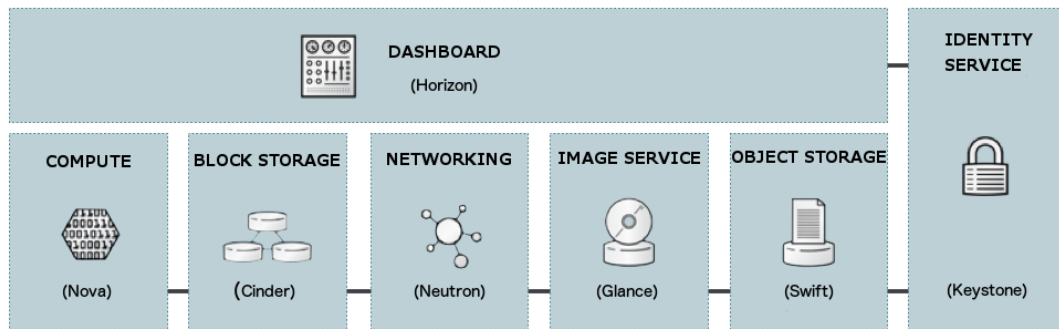 DASHBOARD
(Horizon)
IDENTITY
SERVICE
(Keystone)
COMPUTE
(Nova)
BLOCK STORAGE
(Cinder)
NETWORKING
(Neutron)
IMAGE SERVICE
(Glance)
OBJECT STORAGE
(Swift)